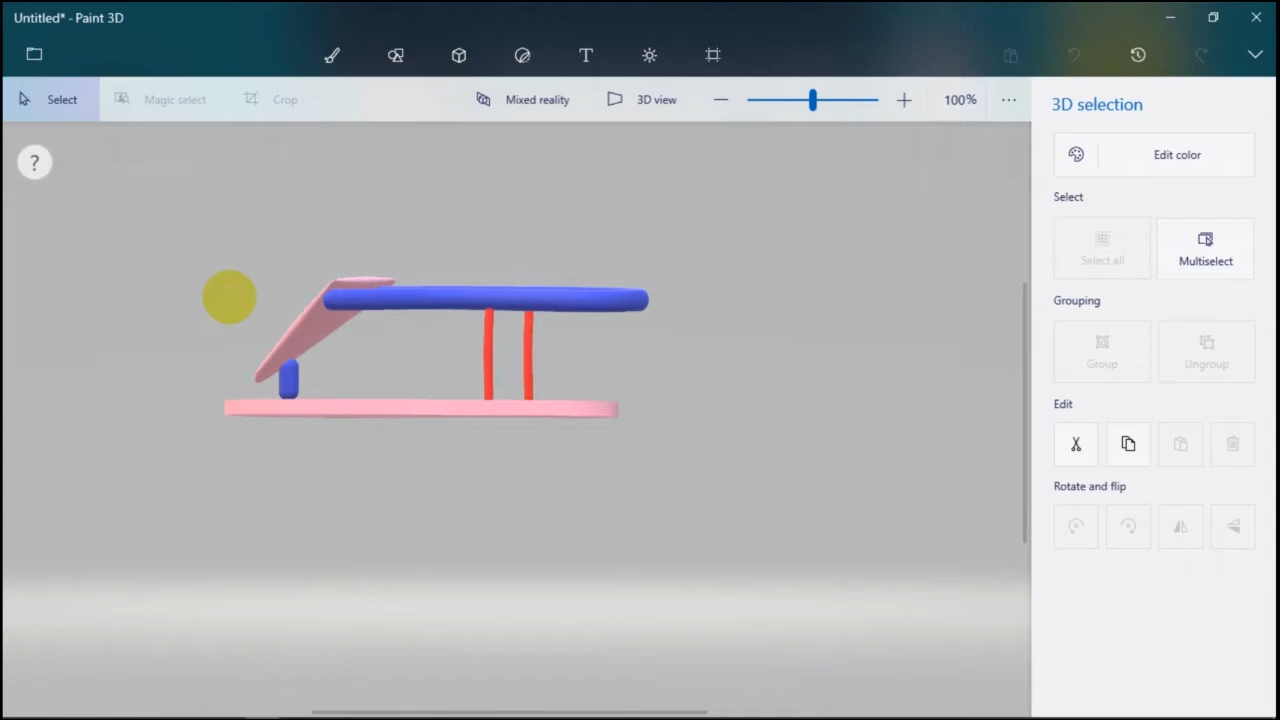 Untitled* - Paint 3D
Select
Magic select
Crop
Mixed reality
3D view
100%
3D selection
?
Edit color
Select
Select all
Multiselect
Grouping
Group
Ungroup
Edit
Rotate and flip